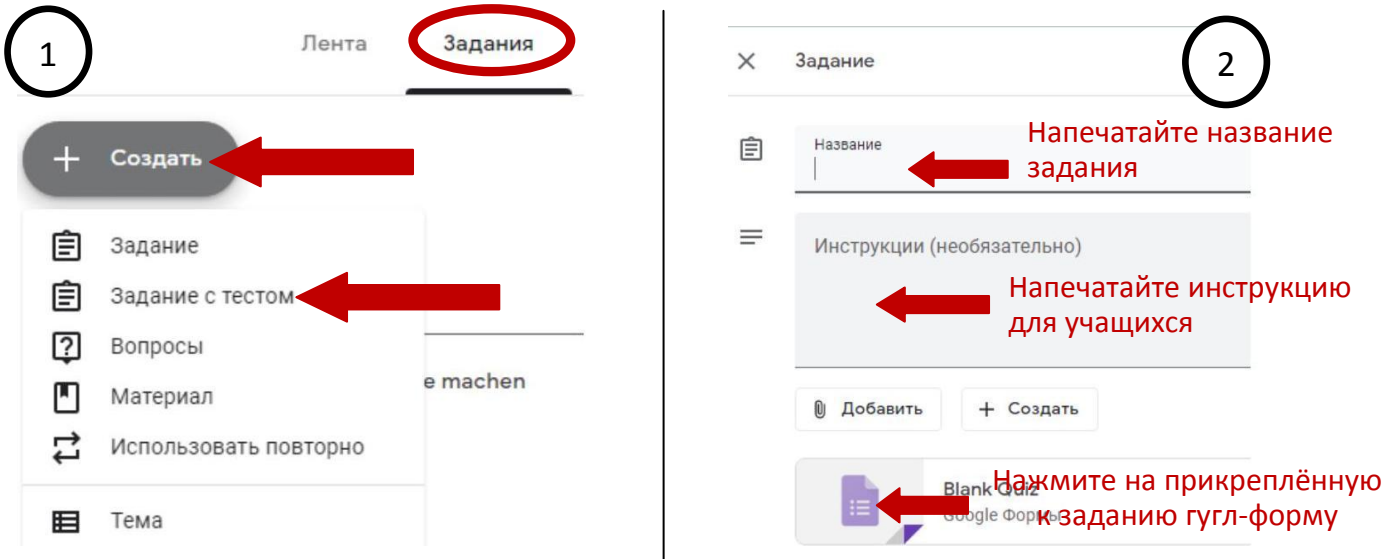 1
Лента
Задания
Создать
Задание
Задание с тестом
Вопросы
Материал
e machen
Использовать повторно
Тема
2
Задание
Название
Напечатайте название
задания
Инструкции (необязательно)
Напечатайте инструкцию
для учащихся
Добавить
Создать
Blank Quiz
Google Формы
Нажмите на прикреплённую
к заданию гугл-форму